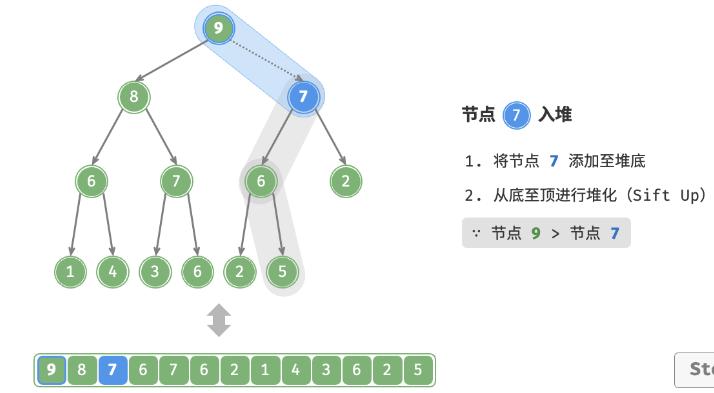 9
8 7
6 7 6 2
1 4 3 6 2 5
节点 7 入堆
1. 将节点 7 添加至堆底
2. 从底至顶进行堆化（Sift Up）
∵ 节点 9 > 节点 7
9 8 7 6 7 6 2 1 4 3 6 2 5